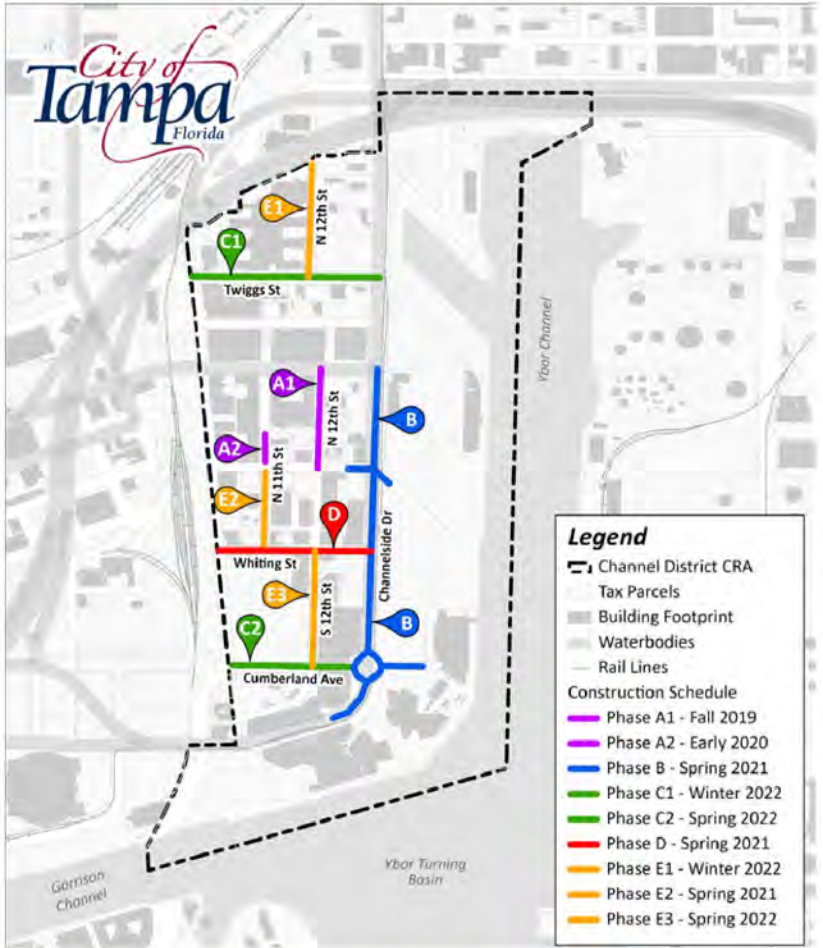 City of
Tampa
Florida
E1
N 12th St
C1
Twiggs St
Ybor Channel
A1
N 12th St
B
A2
N 11th St
E2
D
Channelside Dr
Whiting St
E3
S 12th St
B
C2
Cumberland Ave
Garrison
Channel
Ybor Turning
Basin
Legend
Channel District CRA
Tax Parcels
Building Footprint
Waterbodies
Rail Lines
Construction Schedule
Phase A1 - Fall 2019
Phase A2 - Early 2020
Phase B - Spring 2021
Phase C1 - Winter 2022
Phase C2 - Spring 2022
Phase D - Spring 2021
Phase E1 - Winter 2022
Phase E2 - Spring 2021
Phase E3 - Spring 2022